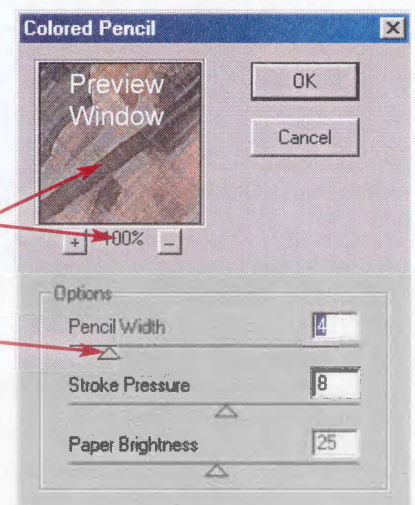 Colored Pencil
Preview
Window
OK
Cancel
+ 100% -
Options
Pencil Width 4
Stroke Pressure 8
Paper Brightness 25